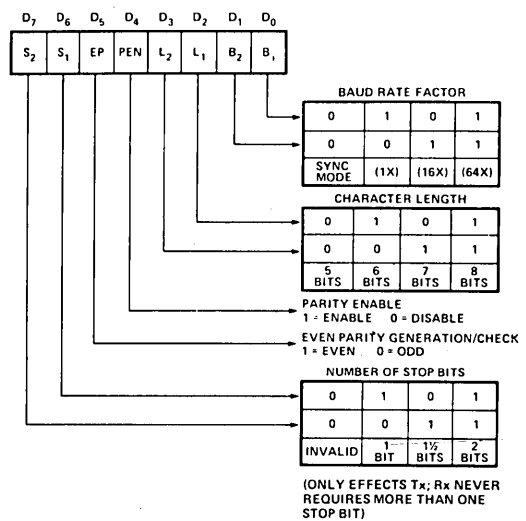 D7 D6 D5 D4 D3 D2 D1 D0
S2 S1 EP PEN L2 L1 B2 B1
BAUD RATE FACTOR
0 1 0 1
0 0 1 1
SYNC MODE (1X) (16X) (64X)
CHARACTER LENGTH
0 1 0 1
0 0 1 1
5 BITS 6 BITS 7 BITS 8 BITS
PARITY ENABLE
1 = ENABLE 0 = DISABLE
EVEN PARITY GENERATION/CHECK
1 = EVEN 0 = ODD
NUMBER OF STOP BITS
0 1 0 1
0 0 1 1
INVALID 1 BIT 1½ BITS 2 BITS
(ONLY EFFECTS Tx; Rx NEVER
REQUIRES MORE THAN ONE
STOP BIT)